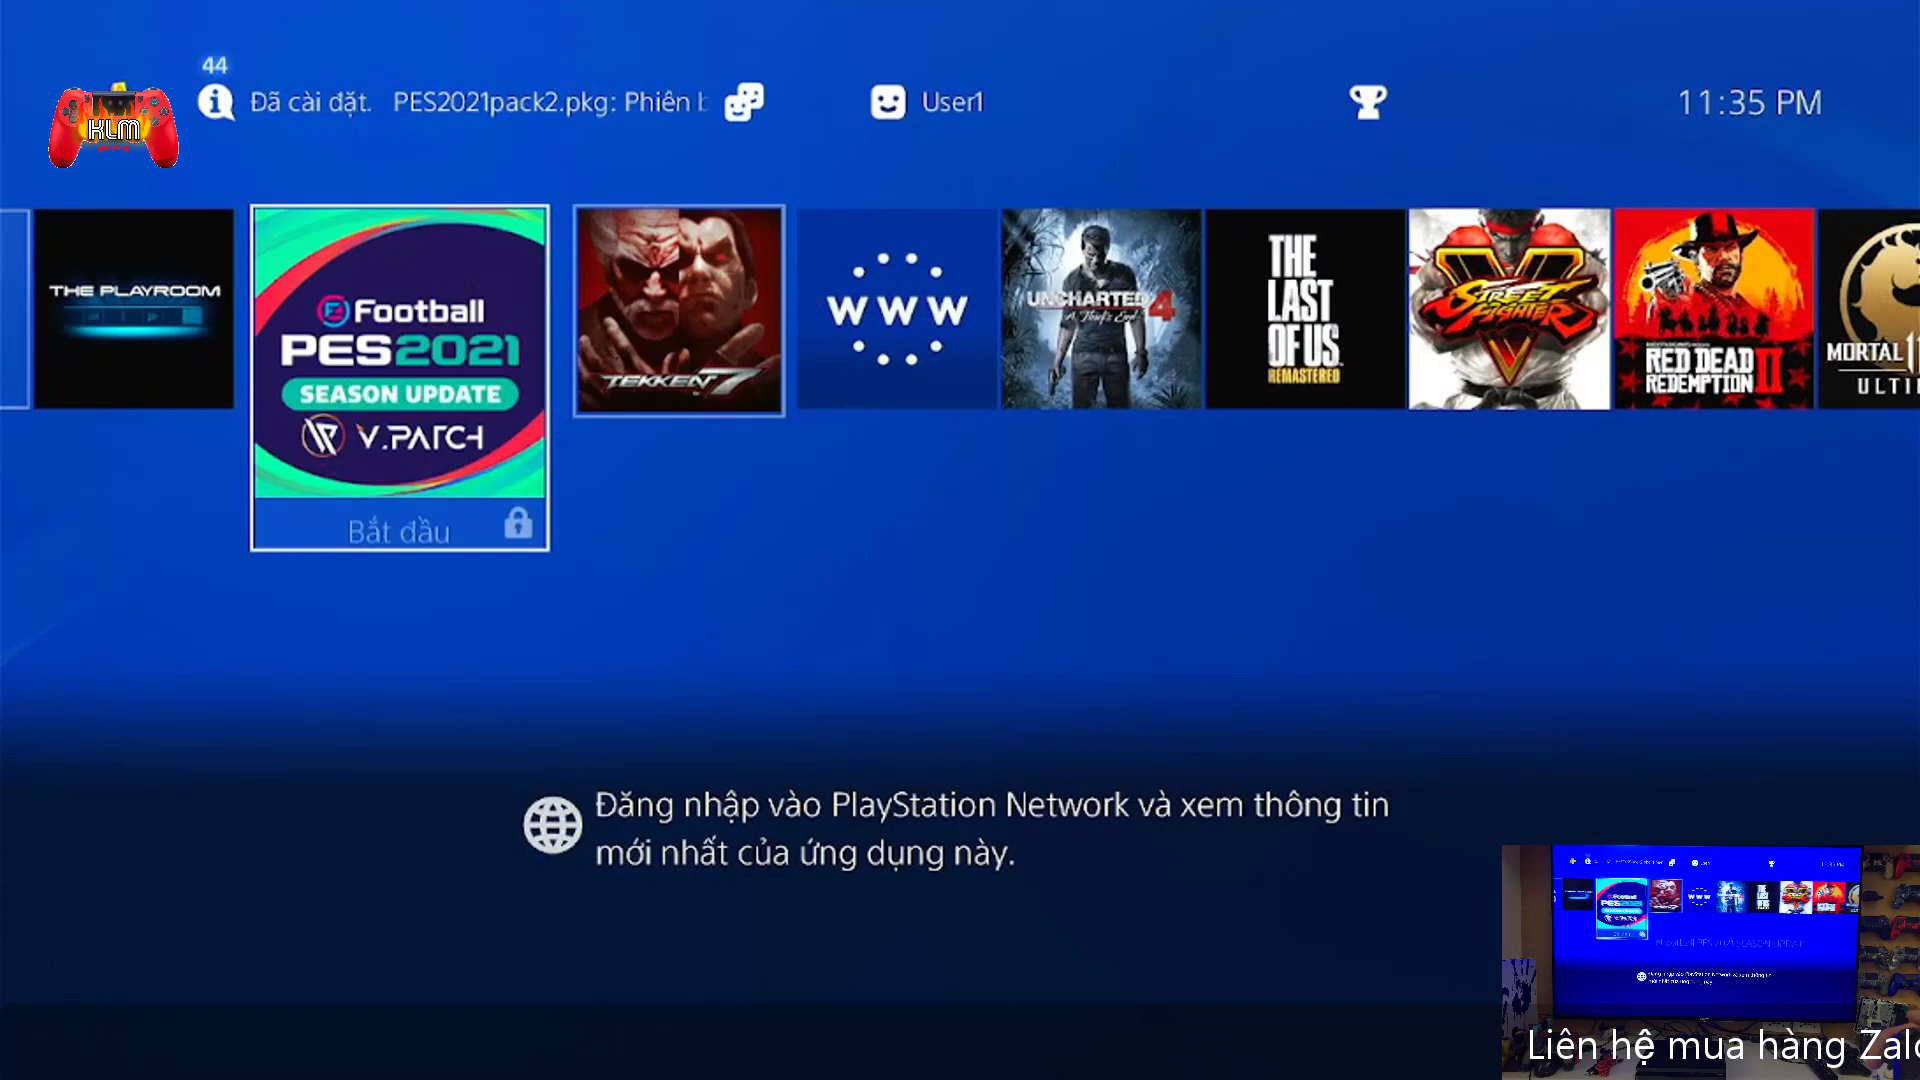 44
Đã cài đặt. PES2021pack2.pkg: Phiên
User1
11:35 PM
KLM
THE PLAYROOM
eFootball
PES2021
SEASON UPDATE
V.PATCH
Bắt đầu
TEKKEN 7
WWW
UNCHARTED 4
A Thief's End
THE
LAST
OF US
REMASTERED
STREET
FIGHTER
V
RED DEAD
REDEMPTION II
MORTAL
ULTI
Đăng nhập vào PlayStation Network và xem thông tin
mới nhất của ứng dụng này.
Liên hệ mua hàng Zalo